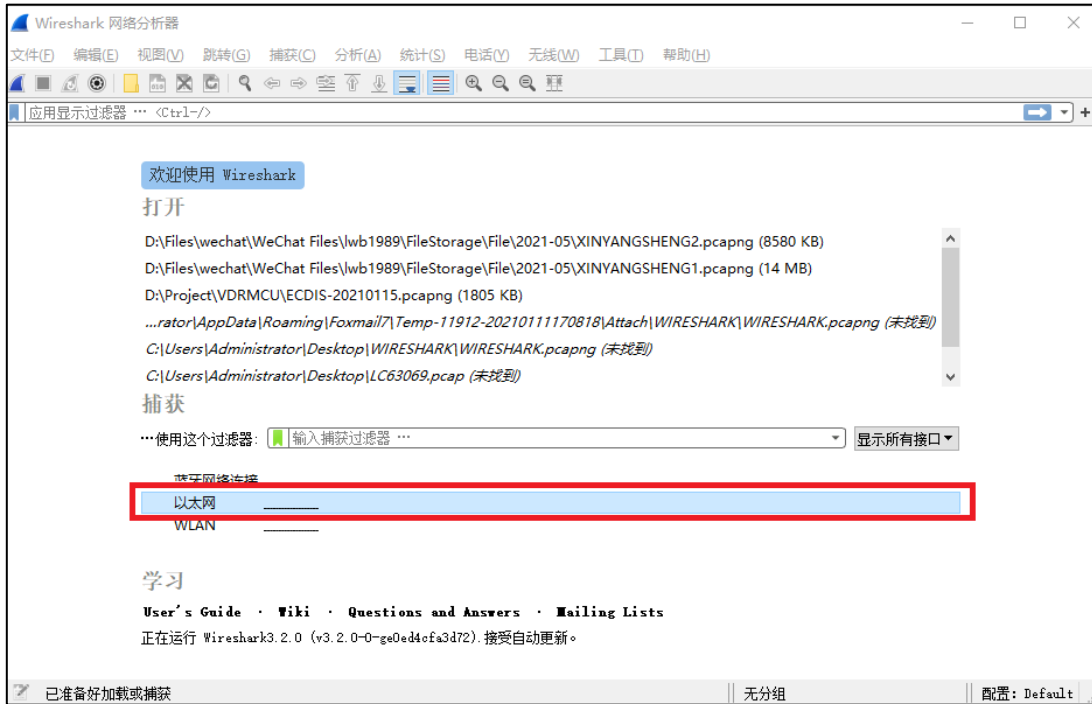 Wireshark 网络分析器
文件(F) 编辑(E) 视图(V) 跳转(G) 捕获(C) 分析(A) 统计(S) 电话(Y) 无线(W) 工具(T) 帮助(H)
应用显示过滤器 … <Ctrl-/>
欢迎使用 Wireshark
打开
D:\Files\wechat\WeChat Files\lwb1989\FileStorage\File\2021-05\XINYANGSHENG2.pcapng (8580 KB)
D:\Files\wechat\WeChat Files\lwb1989\FileStorage\File\2021-05\XINYANGSHENG1.pcapng (14 MB)
D:\Project\VDRMCU\ECDIS-20210115.pcapng (1805 KB)
...rator\AppData\Roaming\Foxmail7\Temp-11912-20210111170818\Attach\WIRESHARK\WIRESHARK.pcapng (未找到)
C:\Users\Administrator\Desktop\WIRESHARK\WIRESHARK.pcapng (未找到)
C:\Users\Administrator\Desktop\LC63069.pcap (未找到)
捕获
…使用这个过滤器: 输入捕获过滤器 … 显示所有接口
蓝牙网络连接
以太网
WLAN
学习
User's Guide · Wiki · Questions and Answers · Mailing Lists
正在运行 Wireshark3.2.0 (v3.2.0-0-ge0ed4cfa3d72).接受自动更新。
已准备好加载或捕获 无分组 配置: Default